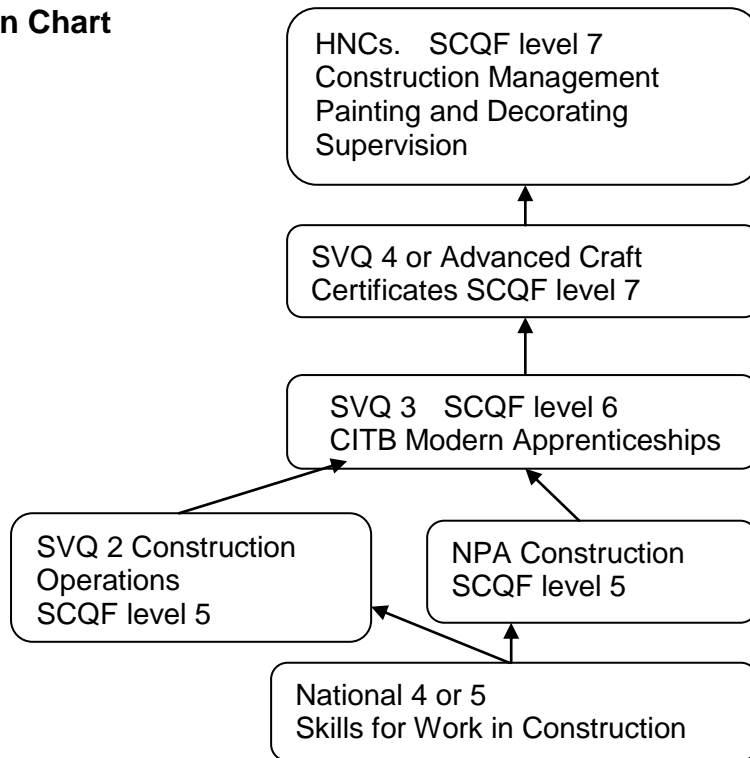 n Chart
HNCs. SCQF level 7
Construction Management
Painting and Decorating
Supervision
SVQ 4 or Advanced Craft
Certificates SCQF level 7
SVQ 3 SCQF level 6
CITB Modern Apprenticeships
SVQ 2 Construction
Operations
SCQF level 5
NPA Construction
SCQF level 5
National 4 or 5
Skills for Work in Construction